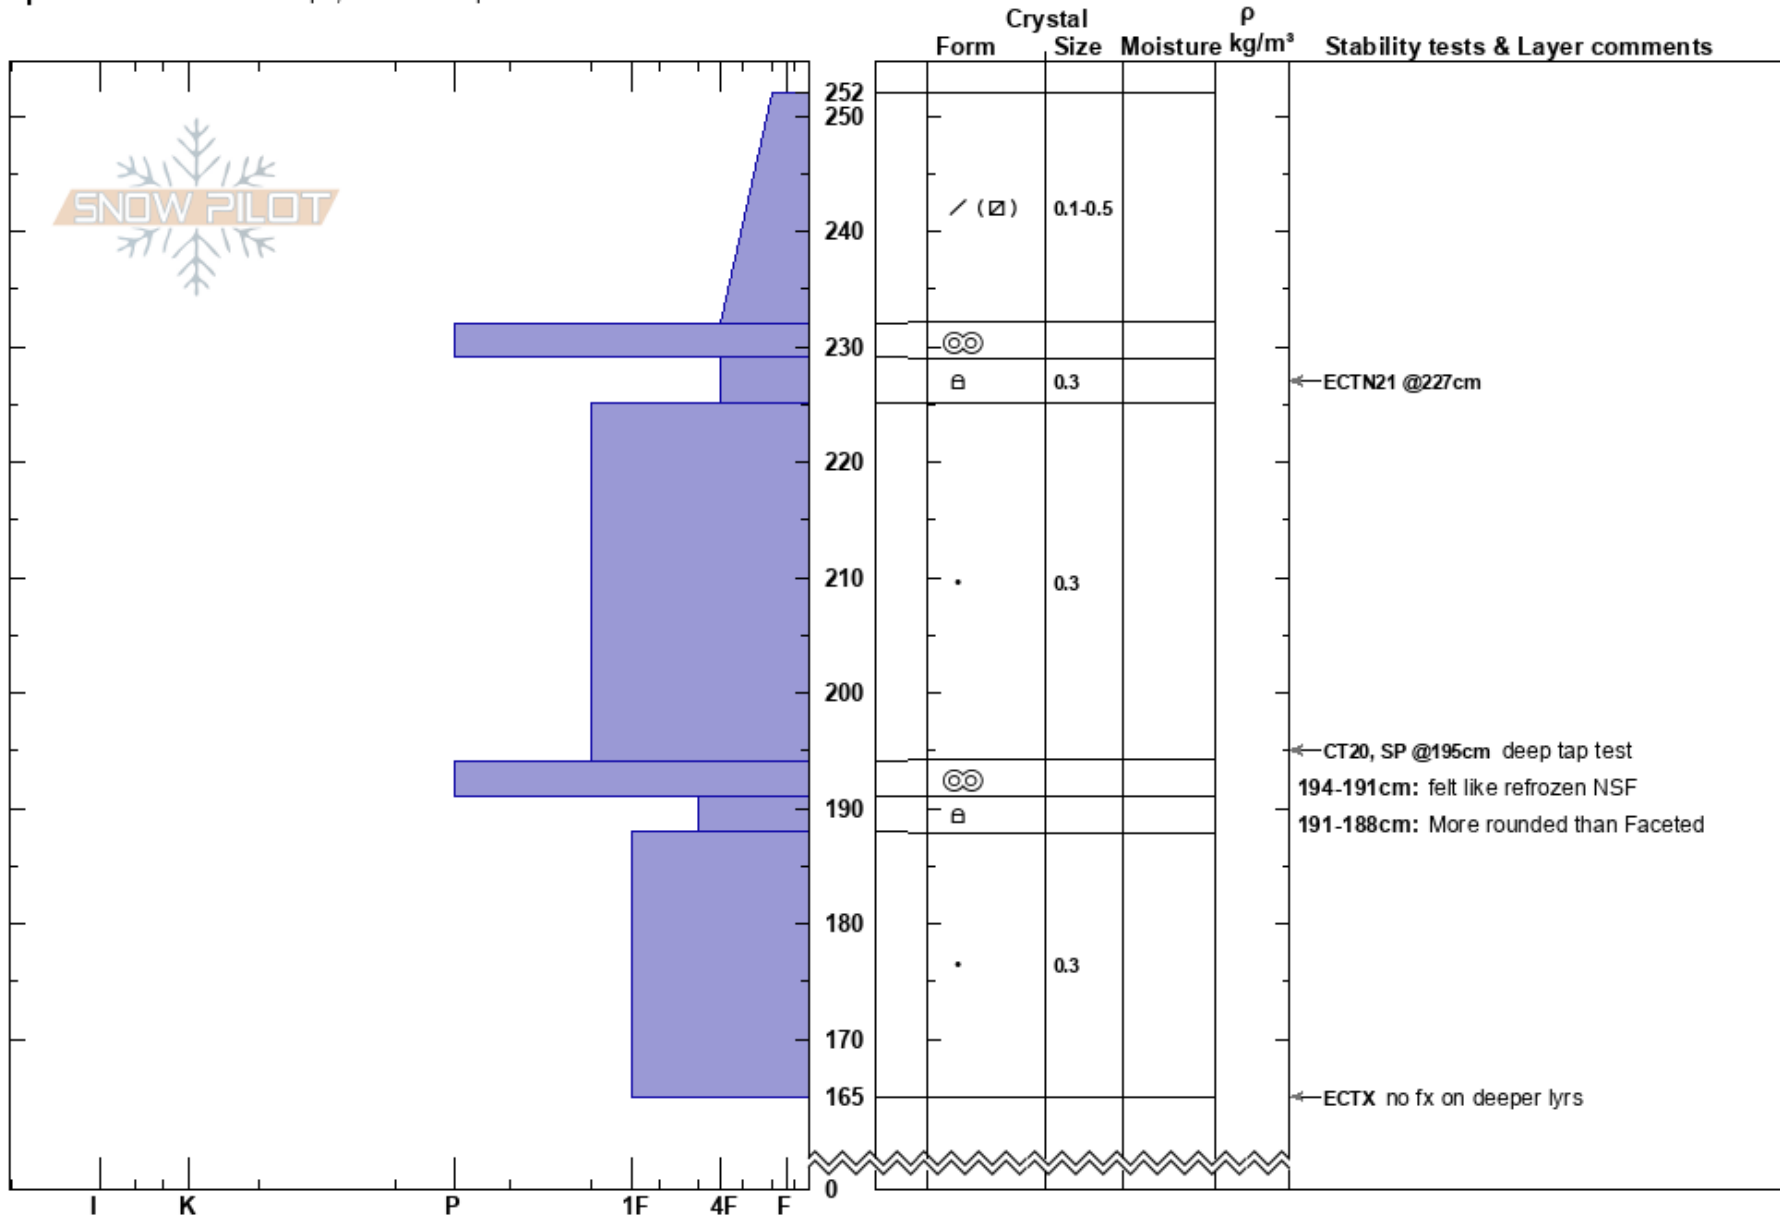 Crystal ρ
Form Size Moisture kg/m³ Stability tests & Layer comments
252
250
SNOW PILOT
240 0.1-0.5
230
0.3 ECTN21 @227cm
220
210 0.3
200
CT20, SP @195cm deep tap test
194-191cm: felt like refrozen NSF
190
191-188cm: More rounded than Faceted
180
0.3
170
165 ECTX no fx on deeper lyrs
0
I K P 1F 4F F